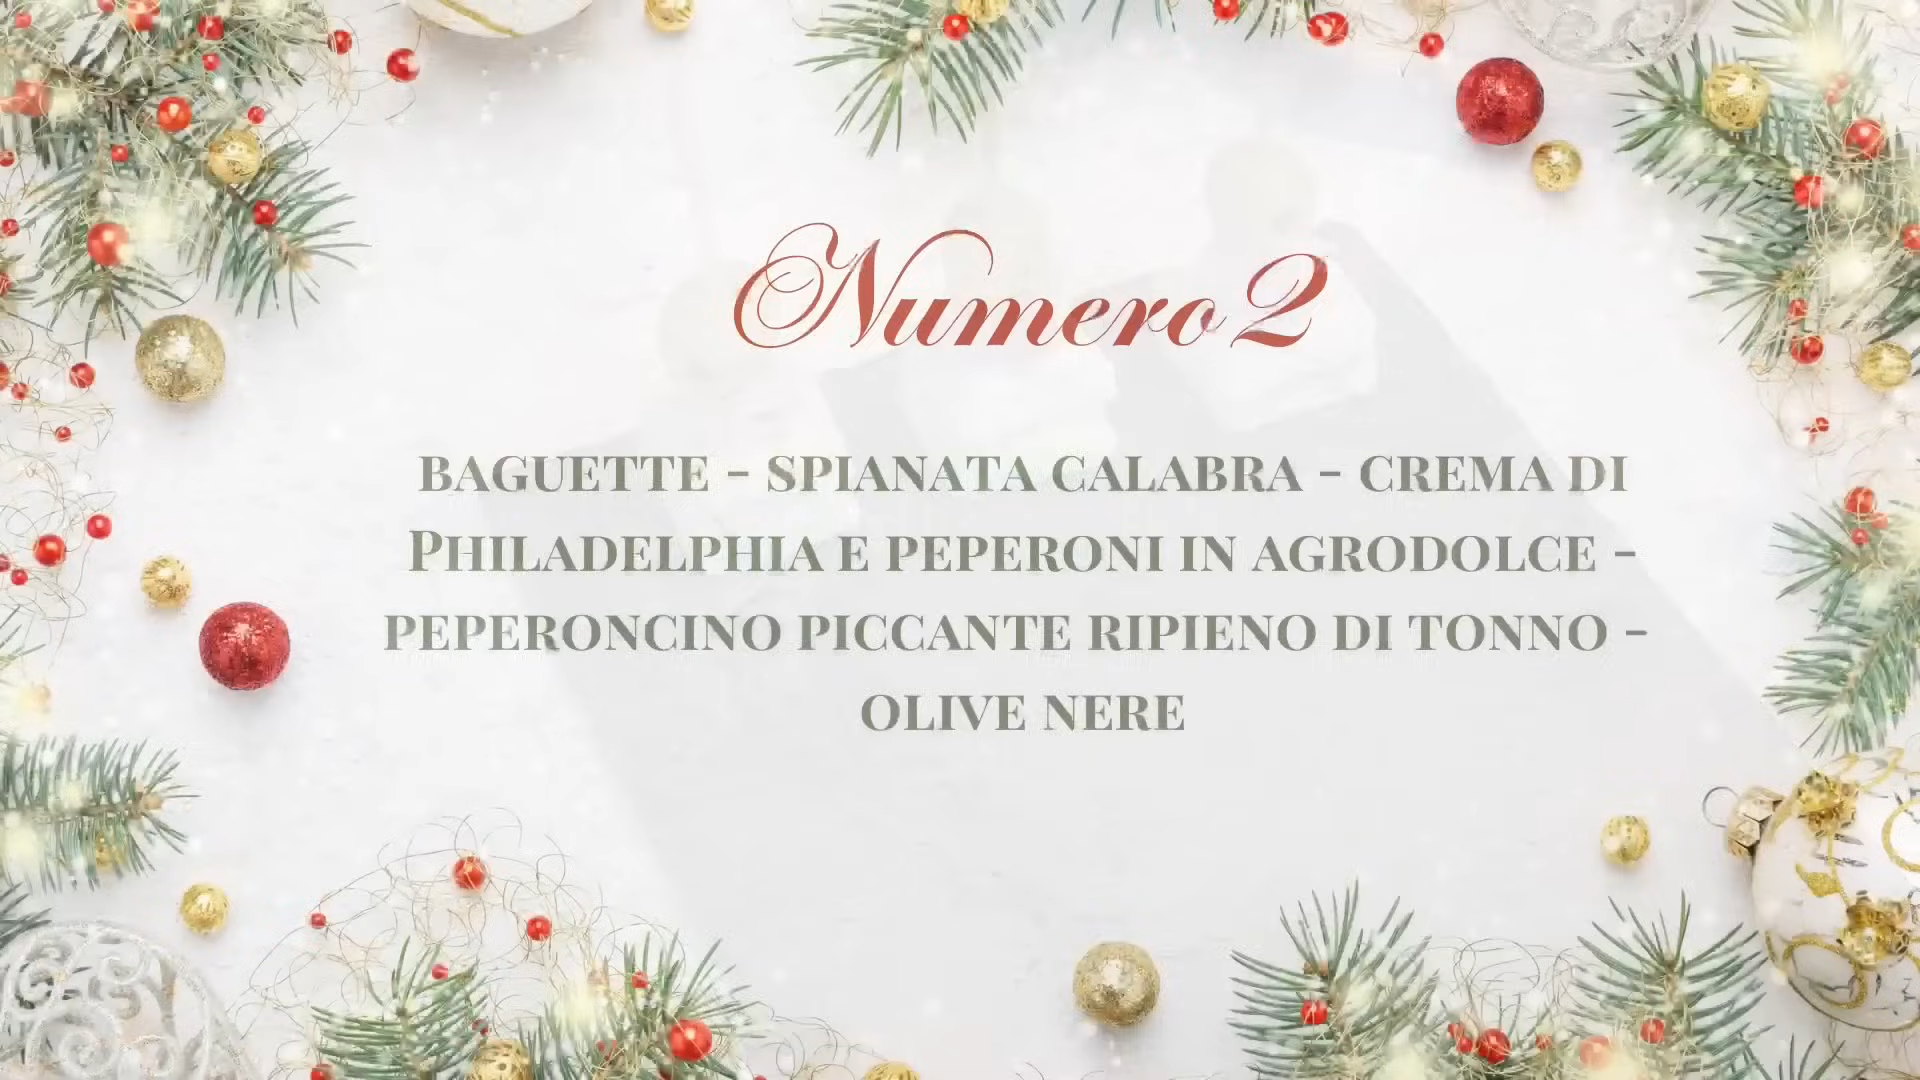 Numero 2
BAGUETTE - SPIANATA CALABRA - CREMA DI
PHILADELPHIA E PEPERONI IN AGRODOLCE -
PEPERONCINO PICCANTE RIPIENO DI TONNO -
OLIVE NERE